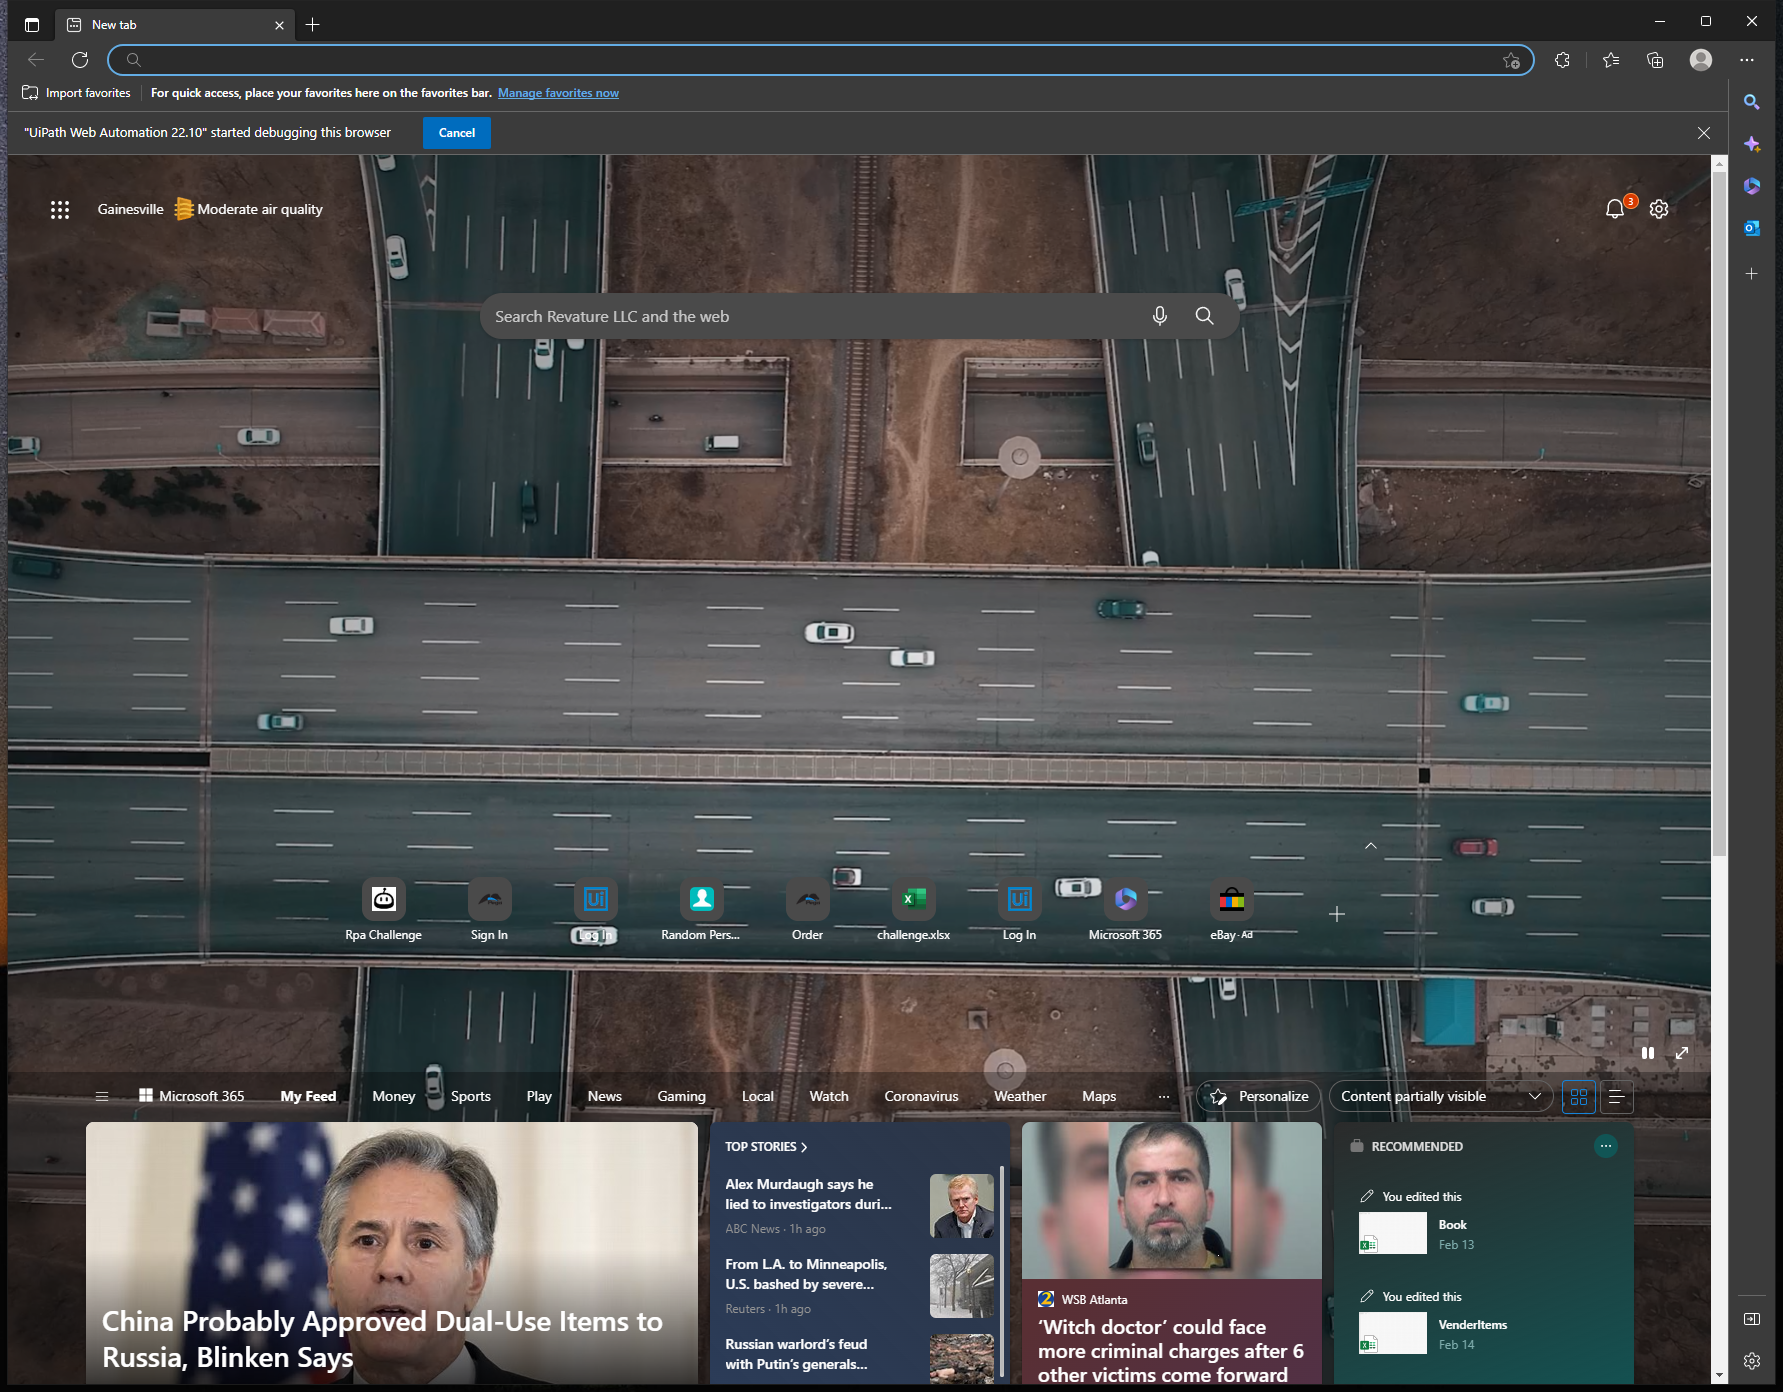 New tab
Import favorites
For quick access, place your favorites here on the favorites bar. Manage favorites now
"UiPath Web Automation 22.10" started debugging this browser
Cancel
Gainesville Moderate air quality
3
Search Revature LLC and the web
Rpa Challenge
Sign In
Ui
Log In
Random Pers...
Order
challenge.xlsx
Ui
Log In
Microsoft 365
eBay · Ad
Microsoft 365
My Feed
Money
Sports
Play
News
Gaming
Local
Watch
Coronavirus
Weather
Maps
...
Personalize
Content partially visible
China Probably Approved Dual-Use Items to
Russia, Blinken Says
TOP STORIES >
Alex Murdaugh says he
lied to investigators duri...
ABC News · 1h ago
From L.A. to Minneapolis,
U.S. bashed by severe...
Reuters · 1h ago
Russian warlord's feud
with Putin's generals...
2 WSB Atlanta
‘Witch doctor’ could face
more criminal charges after 6
other victims come forward
RECOMMENDED
You edited this
Book
Feb 13
You edited this
VenderItems
Feb 14